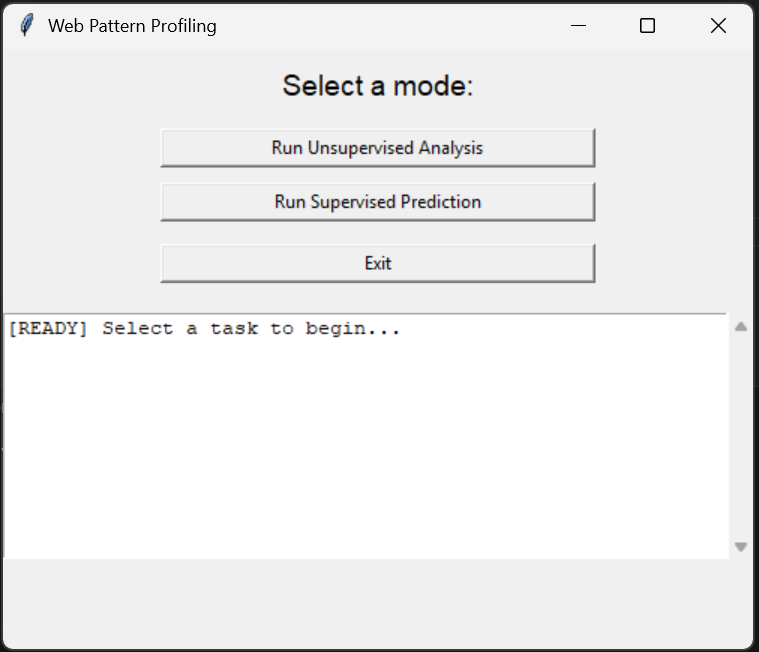 Web Pattern Profiling
Select a mode:
Run Unsupervised Analysis
Run Supervised Prediction
Exit
[READY] Select a task to begin...